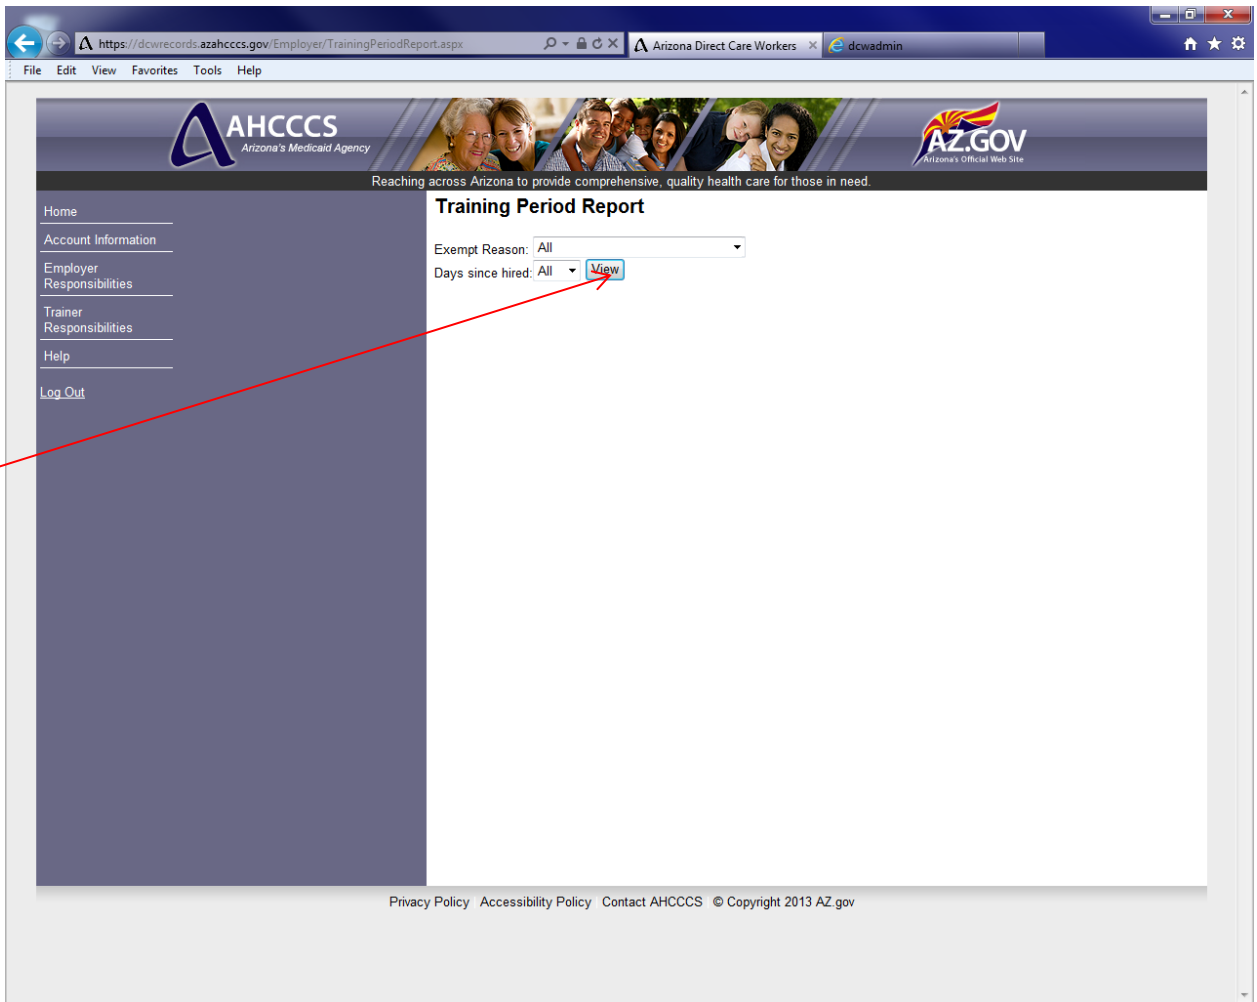 https://dcwrecords.azahcccs.gov/Employer/TrainingPeriodReport.aspx
Arizona Direct Care Workers
dcwadmin
File Edit View Favorites Tools Help
AHCCCS
Arizona's Medicaid Agency
AZ.GOV
Arizona's Official Web Site
Reaching across Arizona to provide comprehensive, quality health care for those in need.
Home
Account Information
Employer
Responsibilities
Trainer
Responsibilities
Help
Log Out
Training Period Report
Exempt Reason: All
Days since hired: All View
Privacy Policy Accessibility Policy Contact AHCCCS © Copyright 2013 AZ.gov